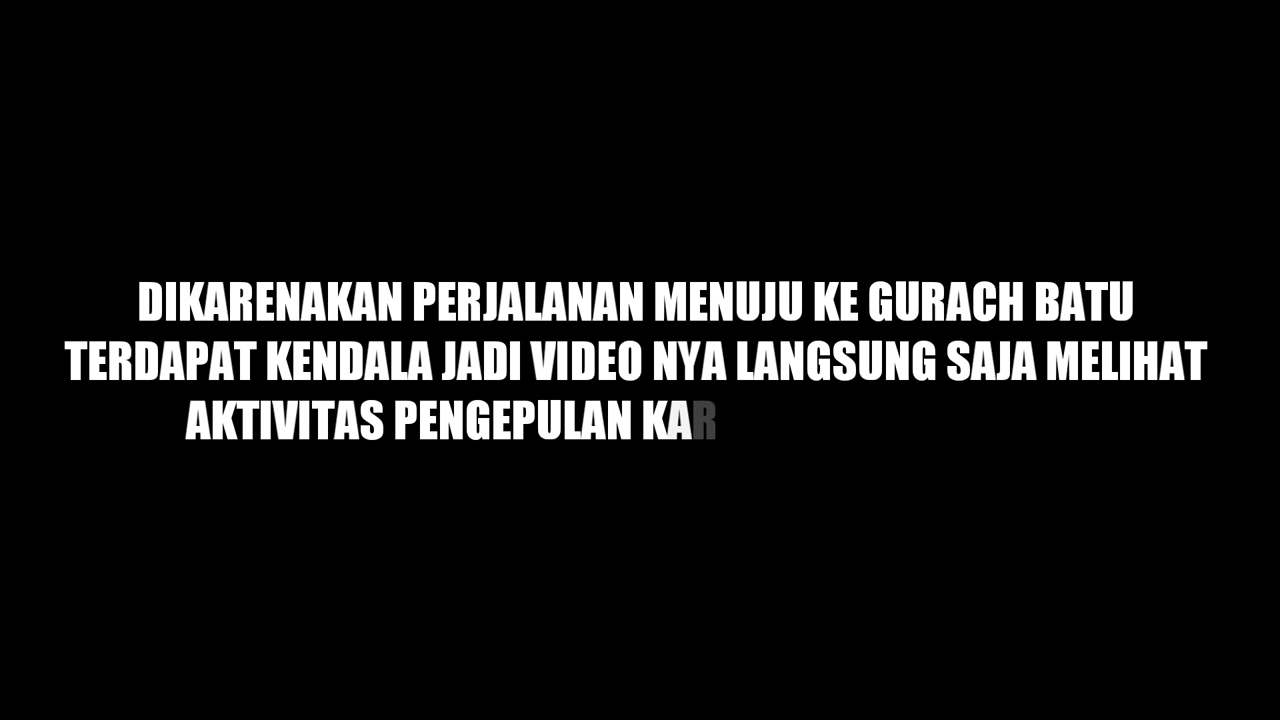 DIKARENAKAN PERJALANAN MENUJU KE GURACH BATU
TERDAPAT KENDALA JADI VIDEO NYA LANGSUNG SAJA MELIHAT
AKTIVITAS PENGEPULAN KAR